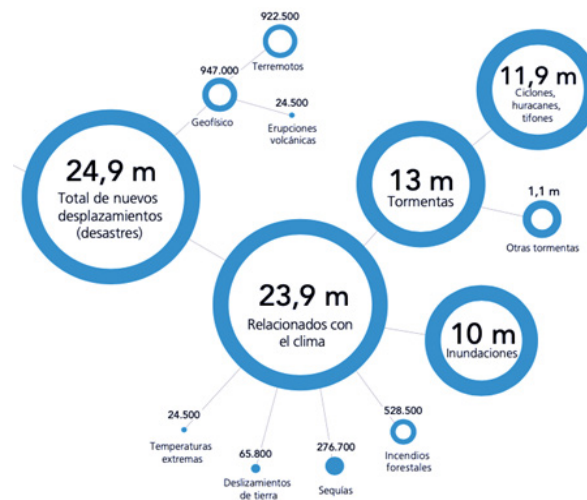 922.500
Terremotos
947.000
Geofísico
24.500
Erupciones
volcánicas
24,9 m
Total de nuevos
desplazamientos
(desastres)
11,9 m
Ciclones,
huracanes,
tifones
13 m
Tormentas
1,1 m
Otras tormentas
23,9 m
Relacionados con
el clima
10 m
Inundaciones
24.500
Temperaturas
extremas
65.800
Deslizamientos
de tierra
276.700
Sequías
528.500
Incendios
forestales